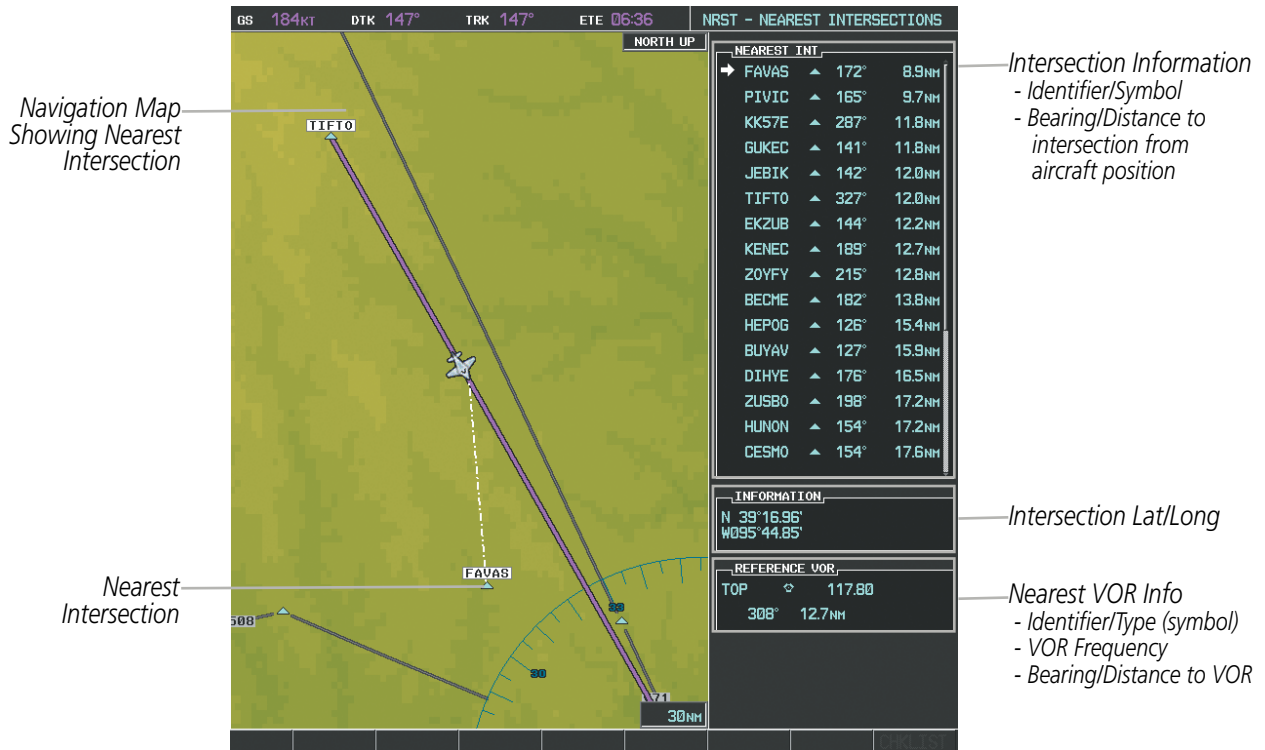 GS 184KT DTK 147° TRK 147° ETE 06:36 NRST - NEAREST INTERSECTIONS
NORTH UP
TIFTO
FAVAS
33
30
508
71
30NM
NEAREST INT
FAVAS 172° 8.9NM
PIVIC 165° 9.7NM
KK57E 287° 11.8NM
GUKEC 141° 11.8NM
JEBIK 142° 12.0NM
TIFTO 327° 12.0NM
EKZUB 144° 12.2NM
KENEC 189° 12.7NM
ZOYFY 215° 12.8NM
BECME 182° 13.8NM
HEPOG 126° 15.4NM
BUYAV 127° 15.9NM
DIHYE 176° 16.5NM
ZUSBO 198° 17.2NM
HUNON 154° 17.2NM
CESMO 154° 17.6NM
INFORMATION
N 39°16.96'
W095°44.85'
REFERENCE VOR
TOP 117.80
308° 12.7NM
CHKLIST
Navigation Map
Showing Nearest
Intersection
Nearest
Intersection
Intersection Information
- Identifier/Symbol
- Bearing/Distance to
intersection from
aircraft position
Intersection Lat/Long
Nearest VOR Info
- Identifier/Type (symbol)
- VOR Frequency
- Bearing/Distance to VOR